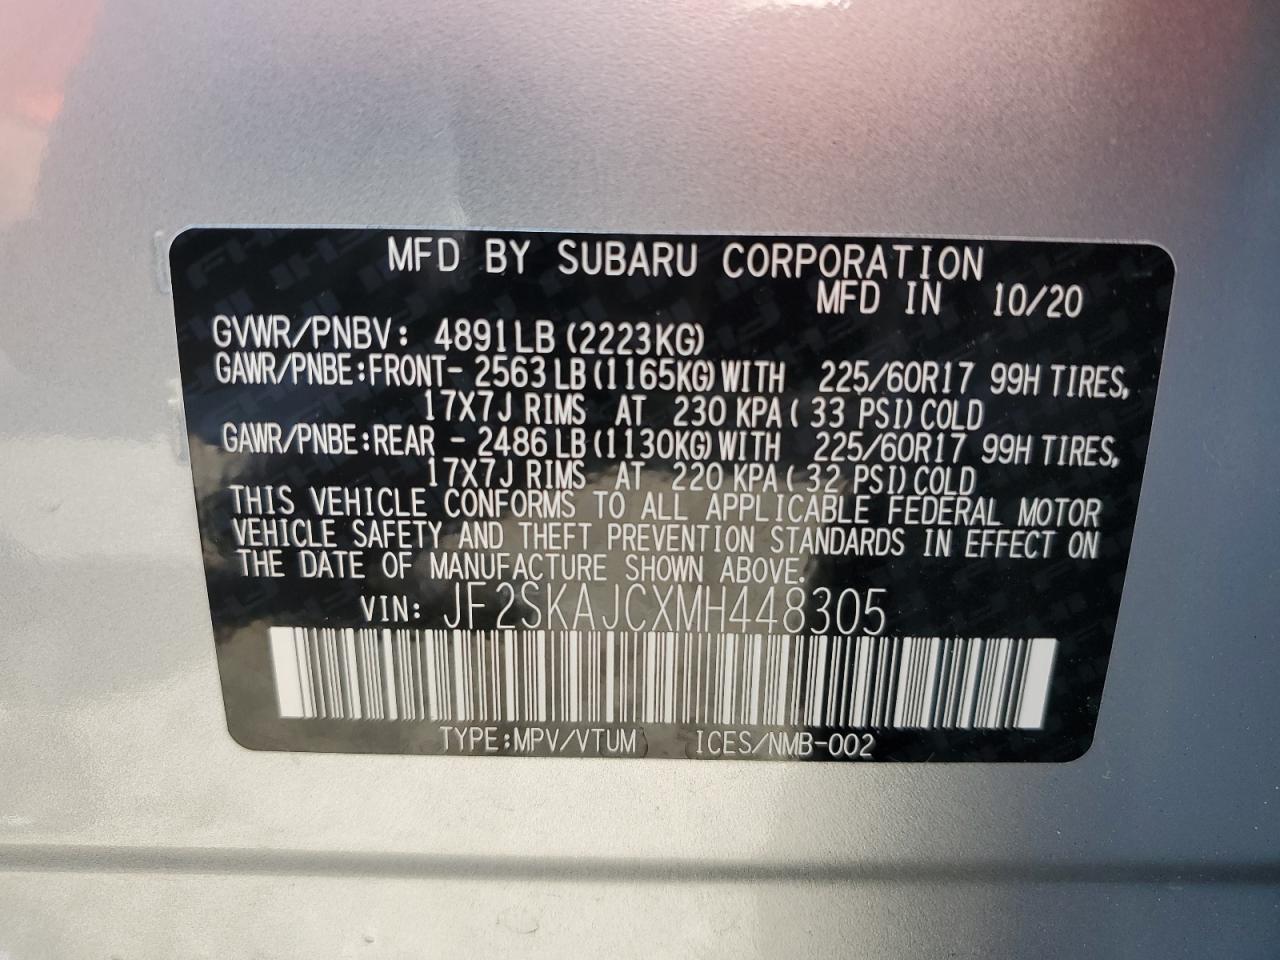 MFD BY SUBARU CORPORATION
MFD IN 10/20
GVWR/PNBV: 4891LB (2223KG)
GAWR/PNBE:FRONT- 2563 LB(1165KG)WITH 225/60R17 99H TIRES,
17X7J RIMS AT 230 KPA( 33 PSI)COLD
GAWR/PNBE:REAR - 2486 LB(1130KG)WITH 225/60R17 99H TIRES,
17X7J RIMS AT 220 KPA( 32 PSI)COLD
THIS VEHICLE CONFORMS TO ALL APPLICABLE FEDERAL MOTOR
VEHICLE SAFETY AND THEFT PREVENTION STANDARDS IN EFFECT ON
THE DATE OF MANUFACTURE SHOWN ABOVE.
VIN: JF2SKAJCXMH448305
TYPE:MPV/VTUM ICES/NMB-002